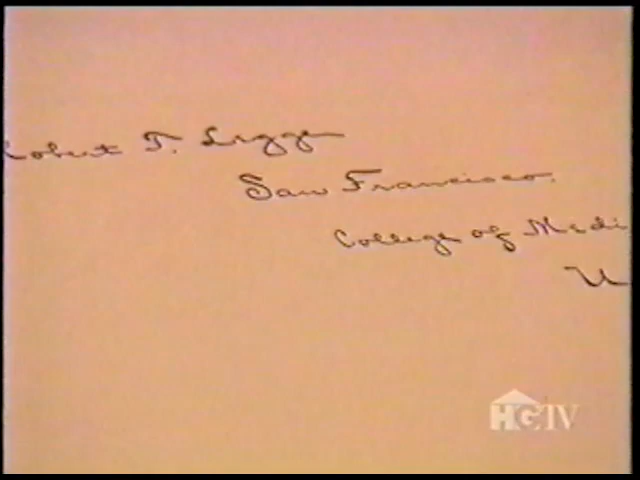 obert T. Legge
San Francisco.
College of Medi
U
HGTV